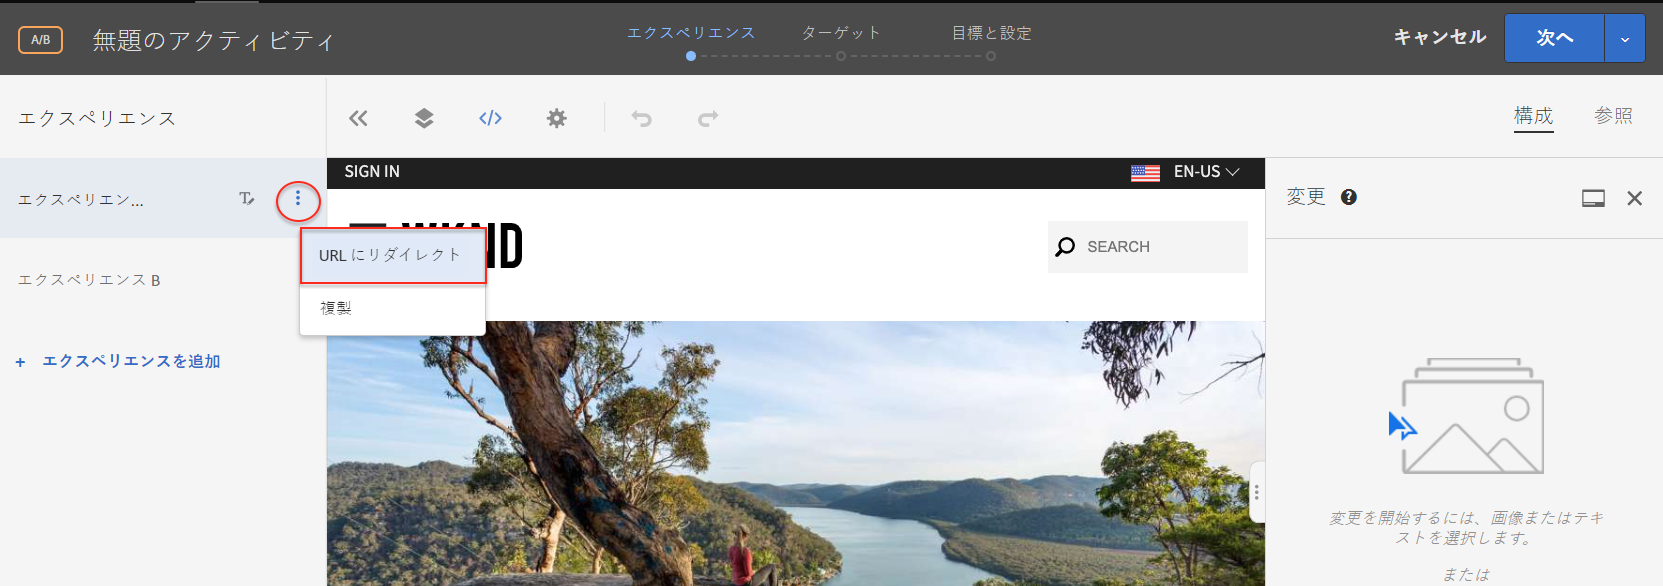 A/B
無題のアクティビティ
エクスペリエンス
ターゲット
目標と設定
キャンセル
次へ
エクスペリエンス
</>
構成
参照
エクスペリエン...
URL にリダイレクト
複製
エクスペリエンス B
+ エクスペリエンスを追加
SIGN IN
EN-US
SEARCH
変更
変更を開始するには、画像またはテキ
ストを選択します。
または